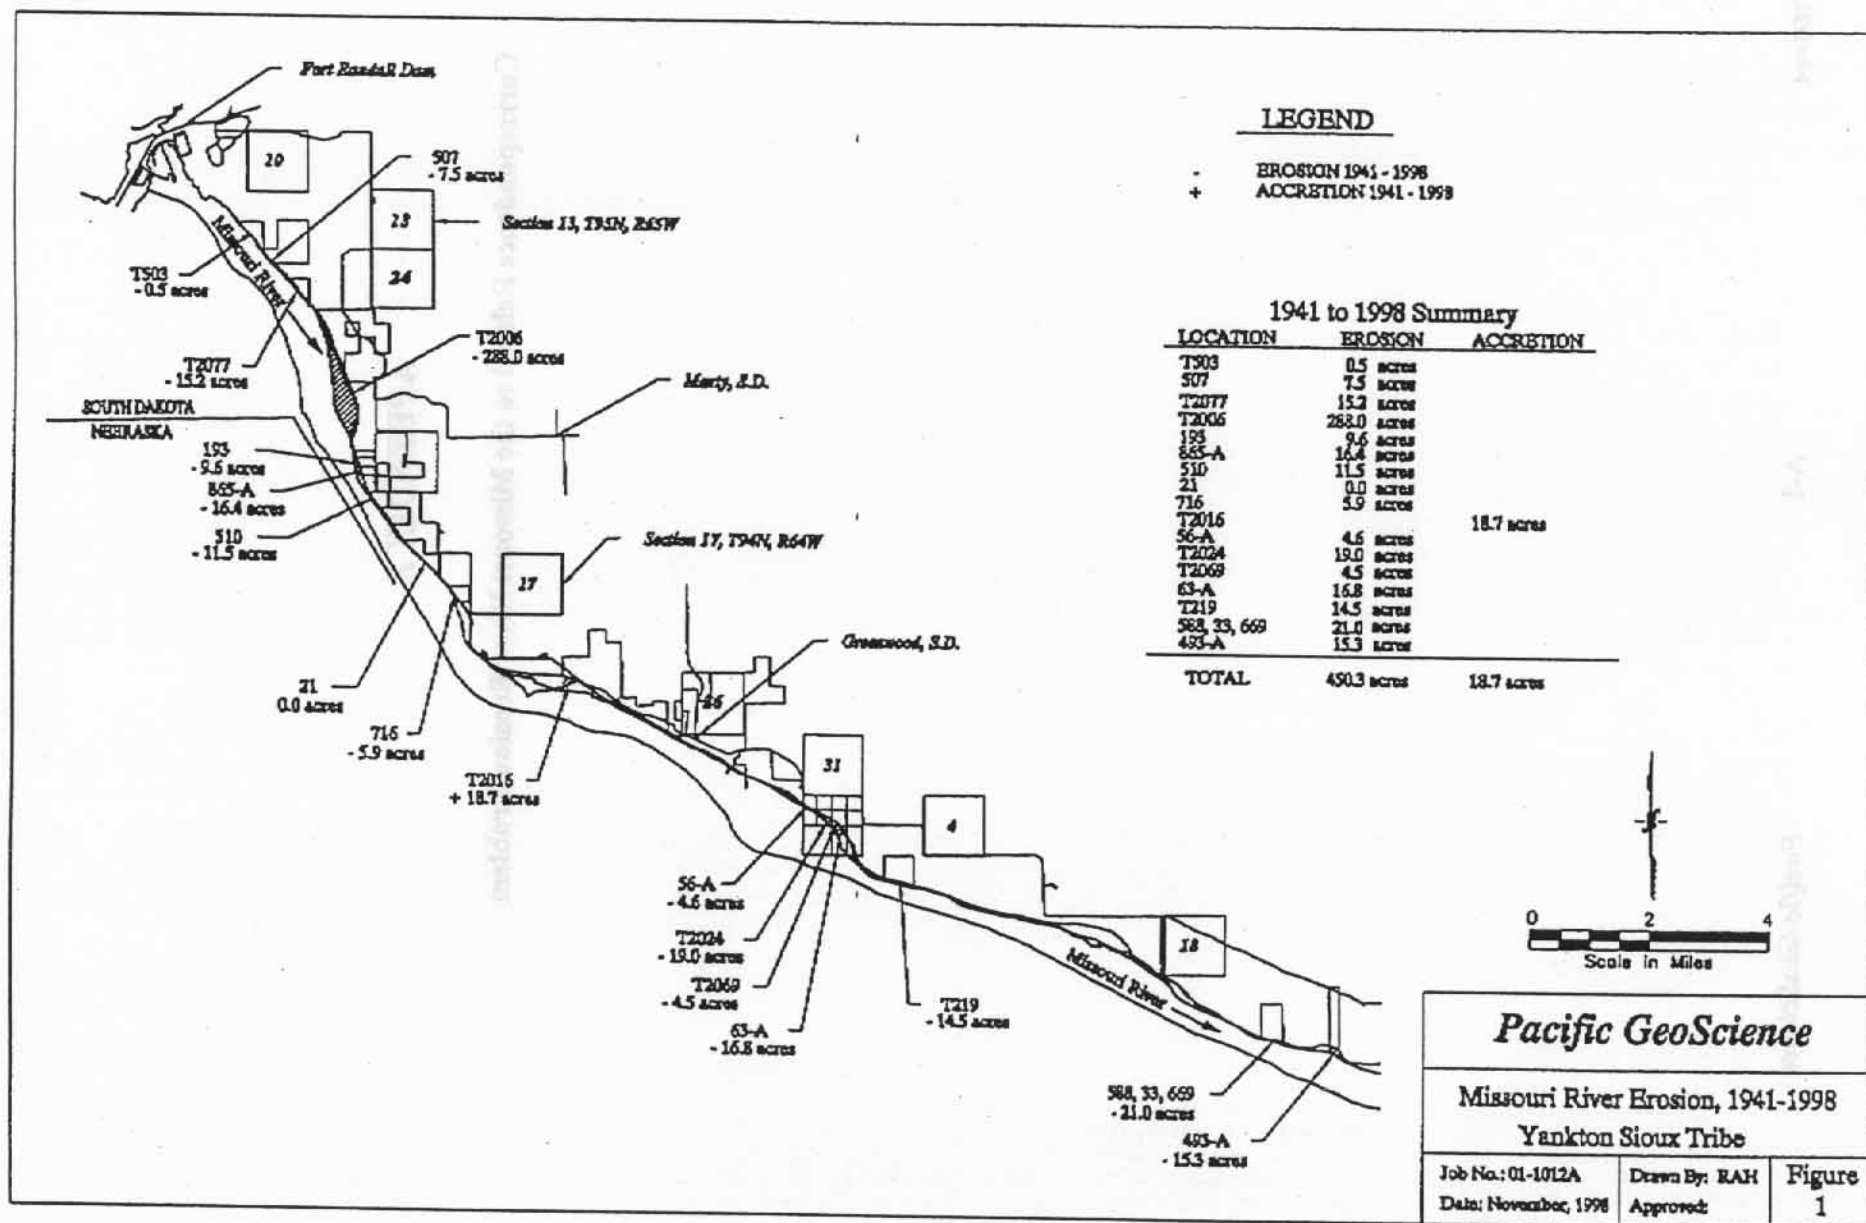 Fort Randall Dam
20
507
- 7.5 acres
13
Section 13, T95N, R65W
24
Missouri River
T503
- 0.5 acres
T2077
- 15.2 acres
T2006
- 288.0 acres
Marty, S.D.
SOUTH DAKOTA
NEBRASKA
193
- 9.6 acres
1
865-A
- 16.4 acres
510
- 11.5 acres
Section 17, T94N, R64W
17
Greenwood, S.D.
21
0.0 acres
26
716
- 5.9 acres
T2016
+ 18.7 acres
31
4
56-A
- 4.6 acres
T2024
- 19.0 acres
T2069
- 4.5 acres
63-A
- 16.8 acres
T219
- 14.5 acres
18
Missouri River
588, 33, 669
- 21.0 acres
493-A
- 15.3 acres
LEGEND
- EROSION 1941 - 1998
+ ACCRETION 1941 - 1998
1941 to 1998 Summary
LOCATION EROSION ACCRETION
T503 0.5 acres
507 7.5 acres
T2077 15.2 acres
T2006 288.0 acres
193 9.6 acres
865-A 16.4 acres
510 11.5 acres
21 0.0 acres
716 5.9 acres
T2016 18.7 acres
56-A 4.6 acres
T2024 19.0 acres
T2069 4.5 acres
63-A 16.8 acres
T219 14.5 acres
588, 33, 669 21.0 acres
493-A 15.3 acres
TOTAL 450.3 acres 18.7 acres
0 2 4
Scale in Miles
Pacific GeoScience
Missouri River Erosion, 1941-1998
Yankton Sioux Tribe
Job No.: 01-1012A
Drawn By: RAH
Figure
Date: November, 1998
Approved:
1